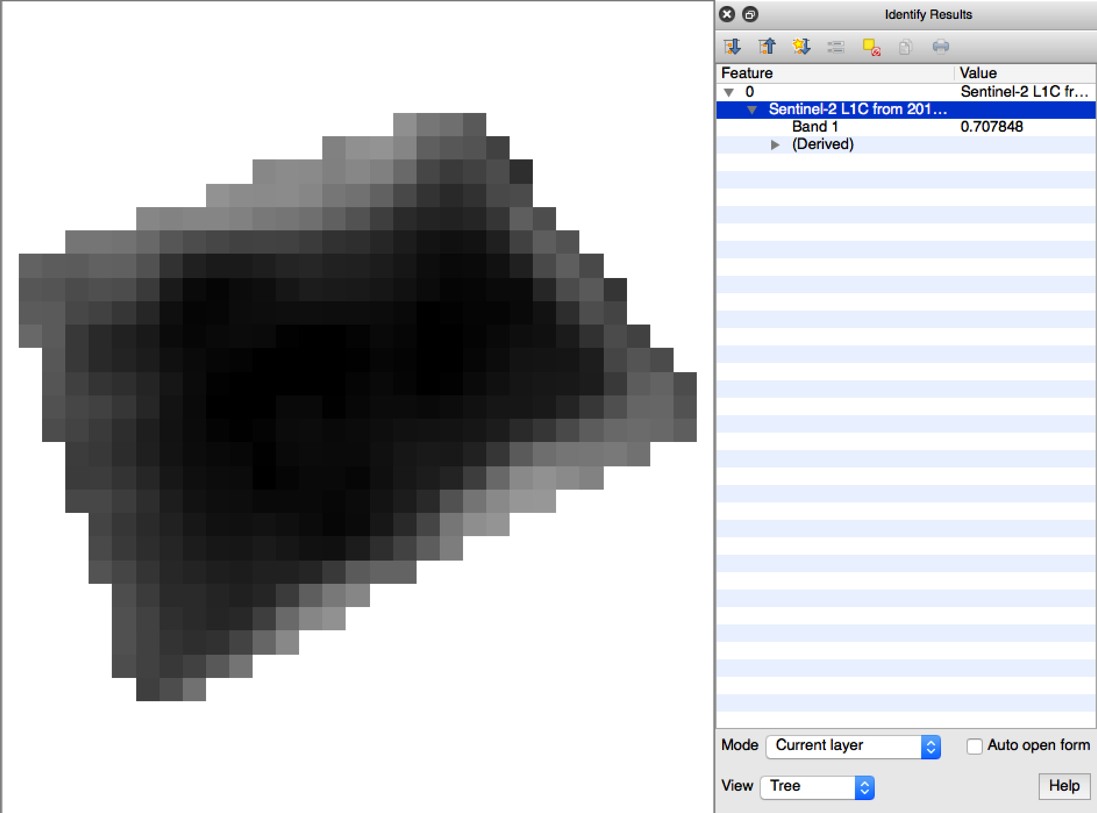 Identify Results
Feature Value
0 Sentinel-2 L1C fr...
Sentinel-2 L1C from 201...
Band 1 0.707848
(Derived)
Mode Current layer Auto open form
View Tree Help